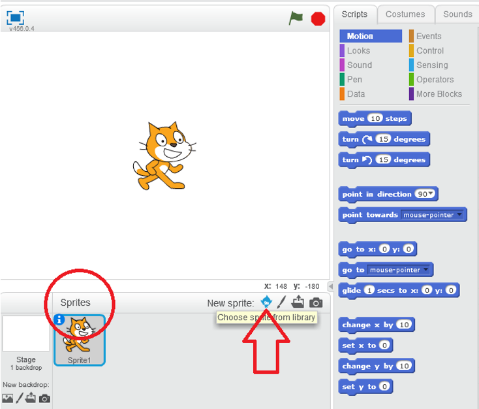 v456.0.4
Scripts Costumes Sounds
Motion Events
Looks Control
Sound Sensing
Pen Operators
Data More Blocks
move 10 steps
turn 15 degrees
turn 15 degrees
point in direction 90
point towards mouse-pointer
go to x: 0 y: 0
go to mouse-pointer
glide 1 secs to x: 0 y: 0
change x by 10
set x to 0
change y by 10
set y to 0
X: 148 y: -180
Sprites New sprite:
Choose sprite from library
Sprite1
Stage
1 backdrop
New backdrop: